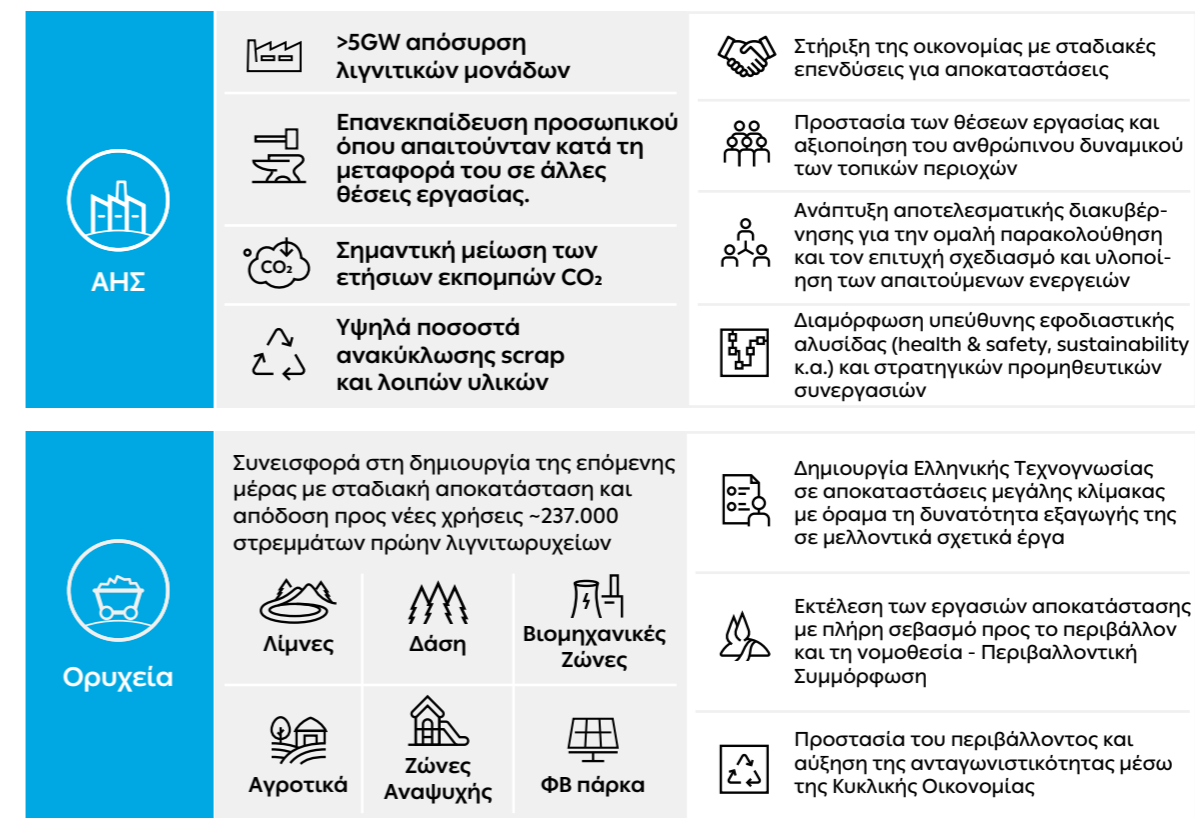 ΑΗΣ
>5GW απόσυρση
λιγνιτικών μονάδων
Επανεκπαίδευση προσωπικού
όπου απαιτούνταν κατά τη
μεταφορά του σε άλλες
θέσεις εργασίας.
CO₂
Σημαντική μείωση των
ετήσιων εκπομπών CO₂
Υψηλά ποσοστά
ανακύκλωσης scrap
και λοιπών υλικών
Στήριξη της οικονομίας με σταδιακές
επενδύσεις για αποκαταστάσεις
Προστασία των θέσεων εργασίας και
αξιοποίηση του ανθρώπινου δυναμικού
των τοπικών περιοχών
Ανάπτυξη αποτελεσματικής διακυβέρ-
νησης για την ομαλή παρακολούθηση
και τον επιτυχή σχεδιασμό και υλοποί-
ηση των απαιτούμενων ενεργειών
Διαμόρφωση υπεύθυνης εφοδιαστικής
αλυσίδας (health & safety, sustainability
κ.α.) και στρατηγικών προμηθευτικών
συνεργασιών
Ορυχεία
Συνεισφορά στη δημιουργία της επόμενης
μέρας με σταδιακή αποκατάσταση και
απόδοση προς νέες χρήσεις ~237.000
στρεμμάτων πρώην λιγνιτωρυχείων
Λίμνες
Δάση
Βιομηχανικές
Ζώνες
Αγροτικά
Ζώνες
Αναψυχής
ΦΒ πάρκα
Δημιουργία Ελληνικής Τεχνογνωσίας
σε αποκαταστάσεις μεγάλης κλίμακας
με όραμα τη δυνατότητα εξαγωγής της
σε μελλοντικά σχετικά έργα
Εκτέλεση των εργασιών αποκατάστασης
με πλήρη σεβασμό προς το περιβάλλον
και τη νομοθεσία - Περιβαλλοντική
Συμμόρφωση
Προστασία του περιβάλλοντος και
αύξηση της ανταγωνιστικότητας μέσω
της Κυκλικής Οικονομίας